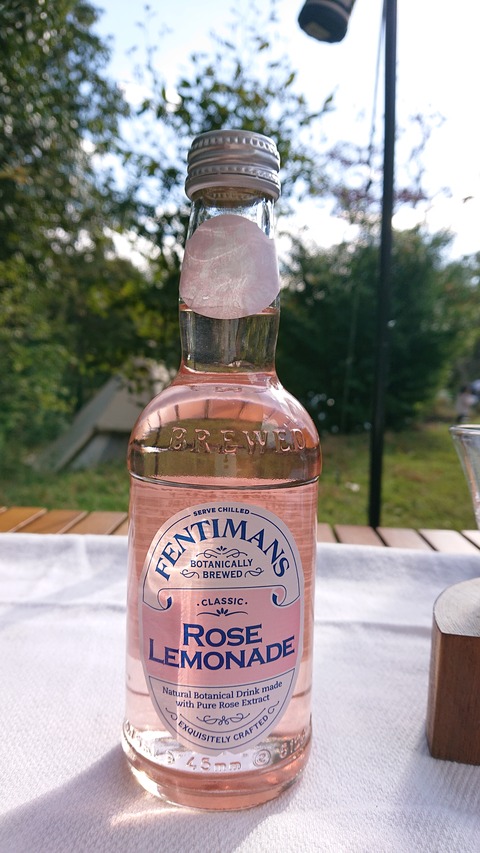 BREWED
SERVE CHILLED
FENTIMANS
BOTANICALLY
BREWED
CLASSIC
ROSE
LEMONADE
Natural Botanical Drink made
with Pure Rose Extract
EXQUISITELY CRAFTED
45mm